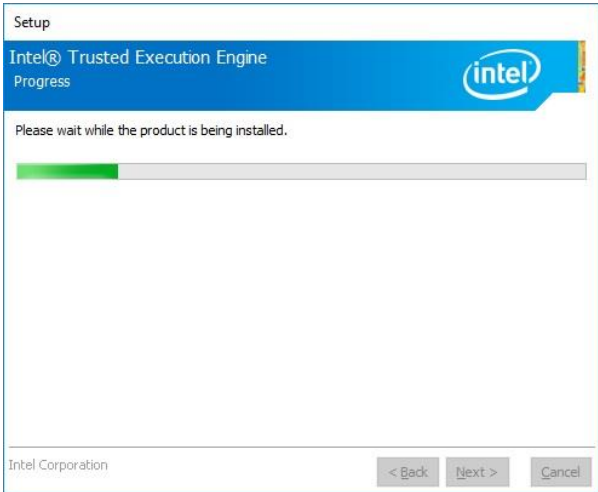 Setup
Intel® Trusted Execution Engine
Progress
intel
Please wait while the product is being installed.
Intel Corporation
< Back Next > Cancel